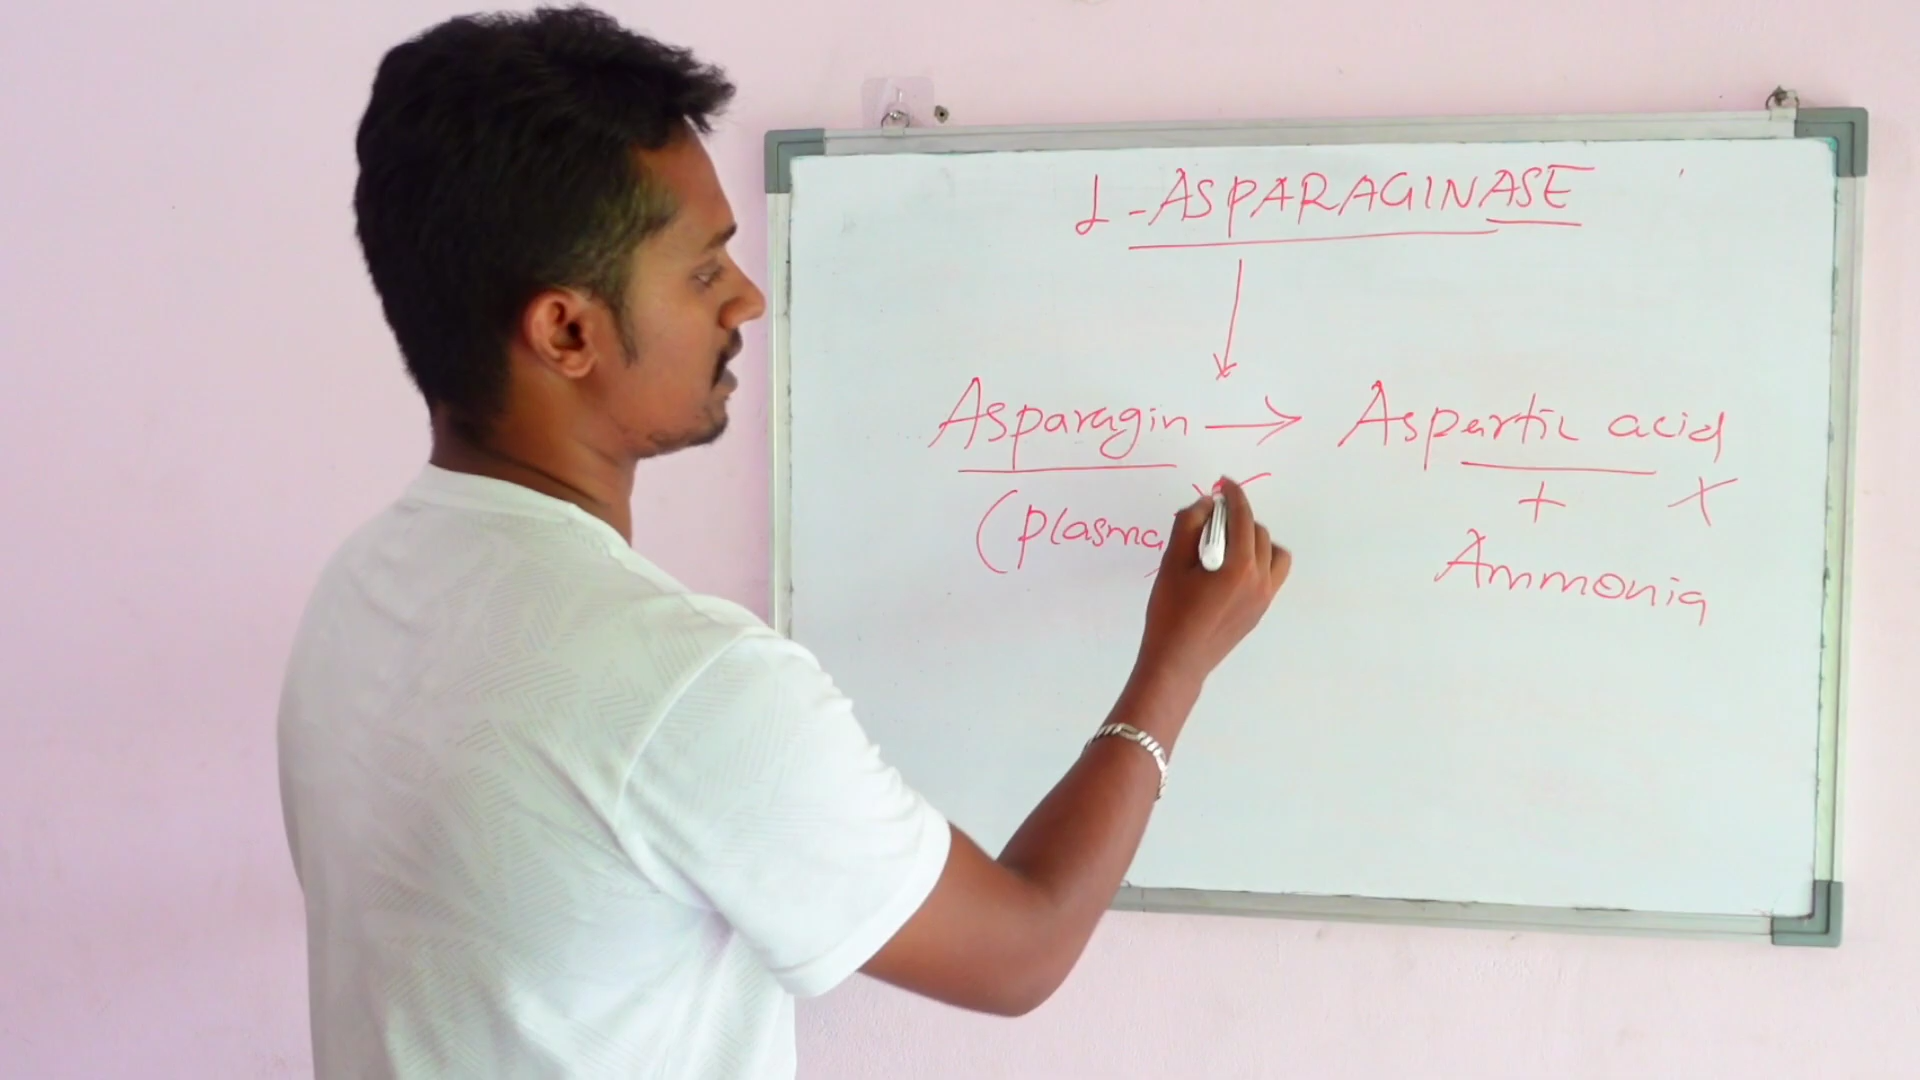 L-ASPARAGINASE
Asparagin → Aspartic acid
(plasma) + X
Ammonia